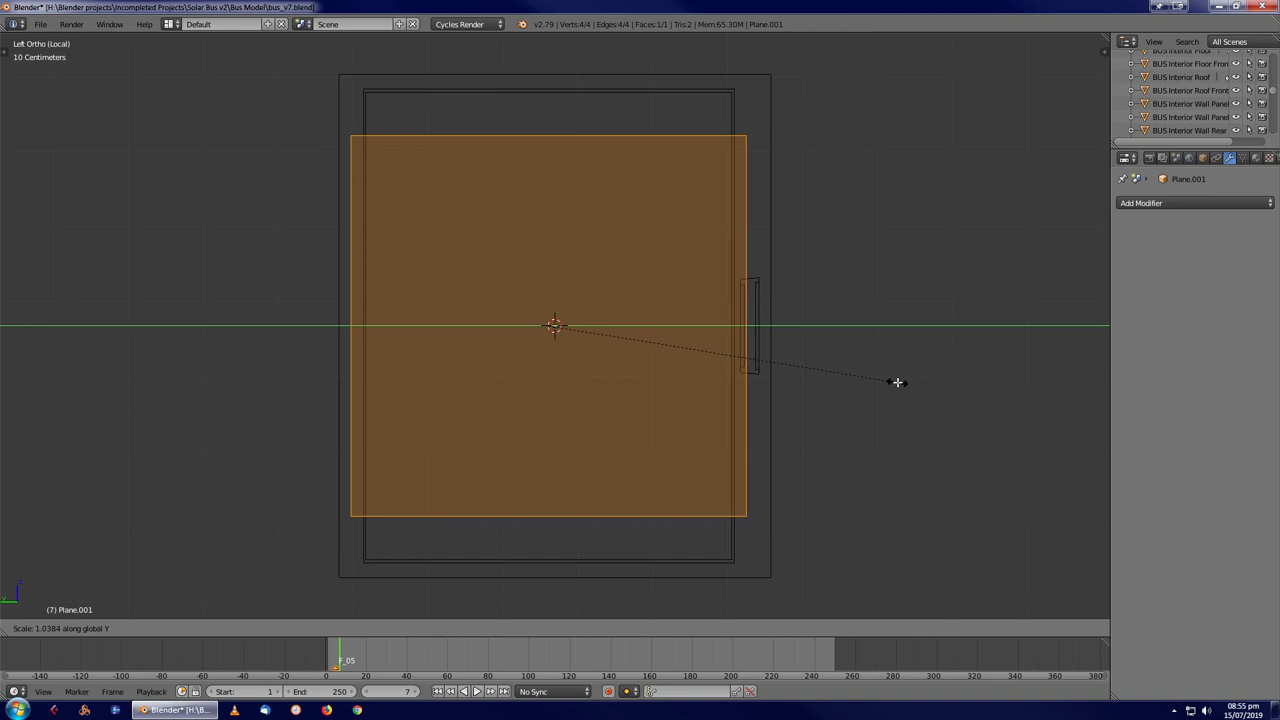 Blender* [H:\Blender projects\Incompleted Projects\Solar Bus v2\Bus Model\bus_v7.blend]
File Render Window Help Default Scene Cycles Render v2.79 | Verts:4/4 | Edges:4/4 | Faces:1/1 | Tris:2 | Mem:65.30M | Plane.001
View Search All Scenes
Left Ortho (Local)
10 Centimeters
BUS Interior Floor
BUS Interior Floor Fron
BUS Interior Roof
BUS Interior Roof Front
BUS Interior Wall Panel
BUS Interior Wall Panel
BUS Interior Wall Rear
Plane.001
Add Modifier
z
y
(7) Plane.001
Scale: 1.0384 along global Y
F_05
-140 -120 -100 -80 -60 -40 -20 0 20 40 60 80 100 120 140 160 180 200 220 240 260 280 300 320 340 360 380
View Marker Frame Playback Start: 1 End: 250 7 No Sync
Blender* [H:\B...
08:55 pm
15/07/2019